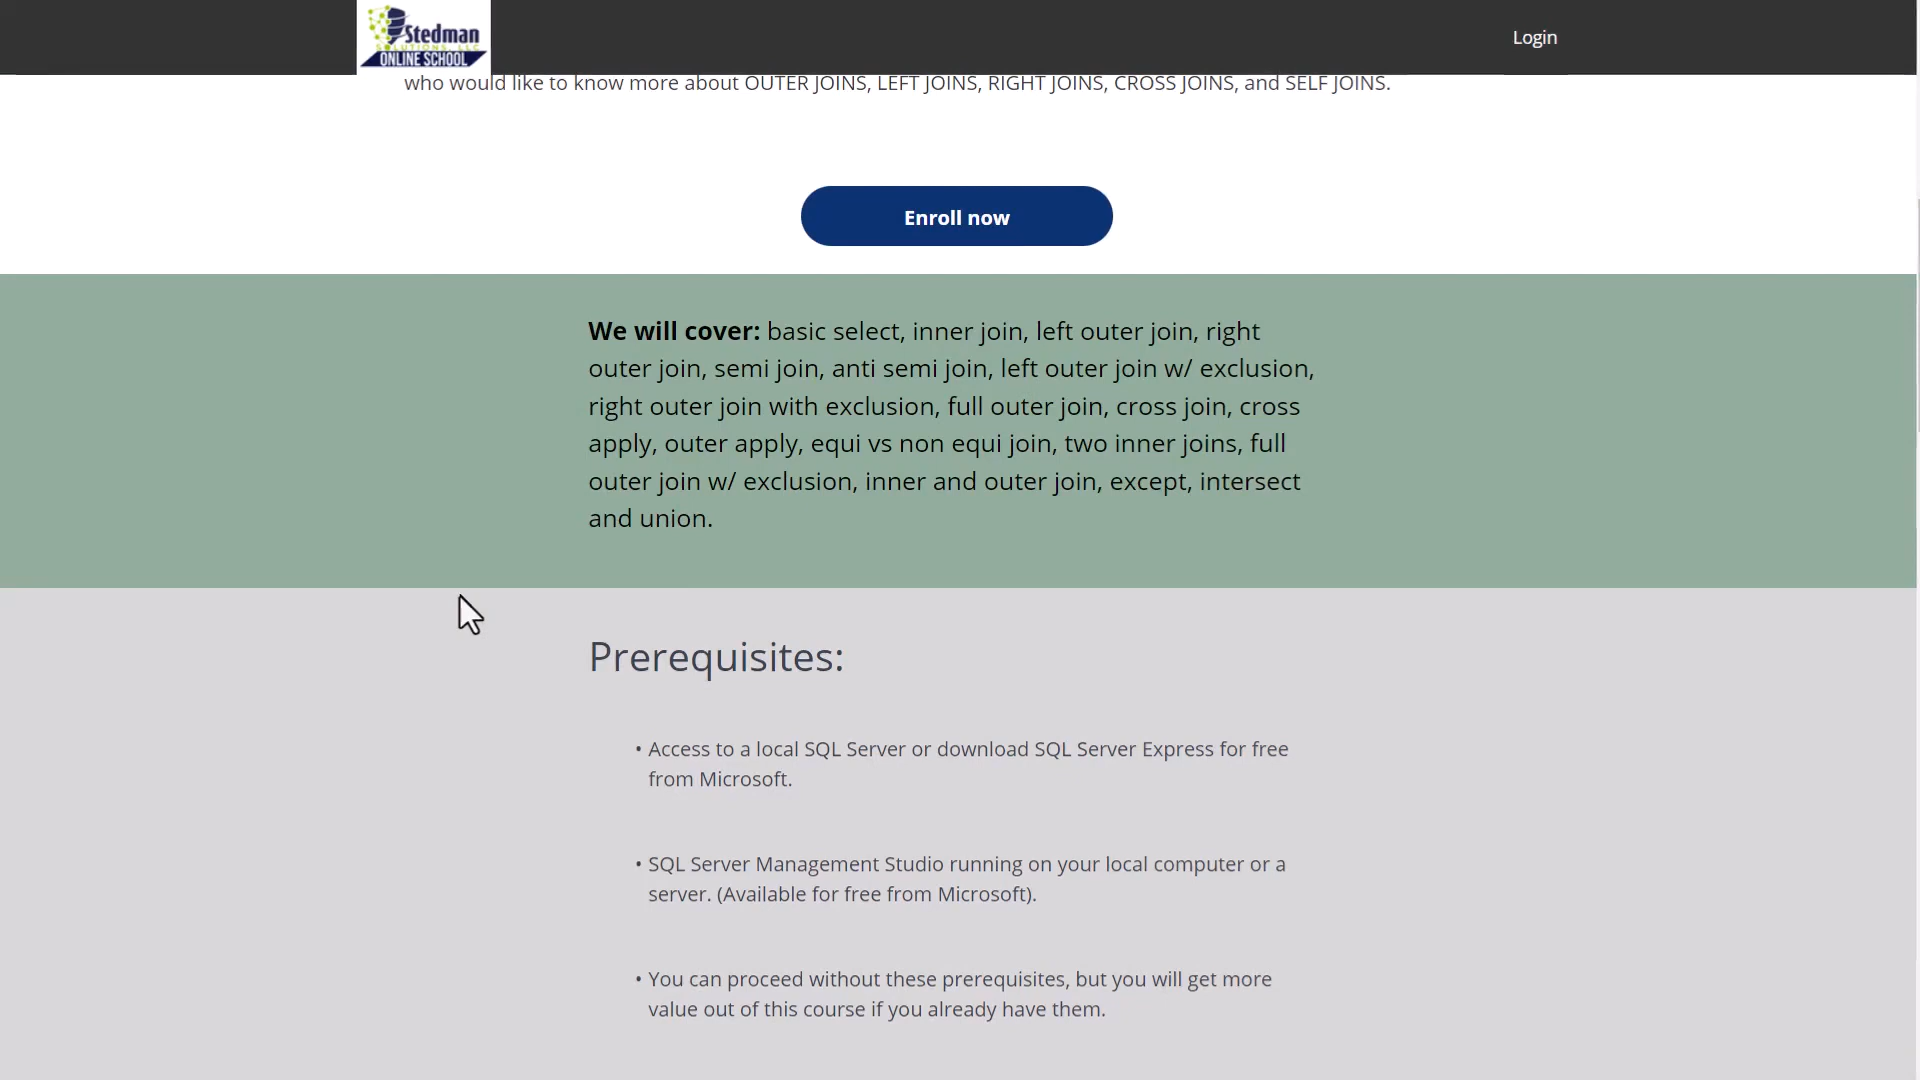 Stedman
SOLUTIONS, LLC
ONLINE SCHOOL
Login
who would like to know more about OUTER JOINS, LEFT JOINS, RIGHT JOINS, CROSS JOINS, and SELF JOINS.
Enroll now
We will cover: basic select, inner join, left outer join, right
outer join, semi join, anti semi join, left outer join w/ exclusion,
right outer join with exclusion, full outer join, cross join, cross
apply, outer apply, equi vs non equi join, two inner joins, full
outer join w/ exclusion, inner and outer join, except, intersect
and union.
Prerequisites:
• Access to a local SQL Server or download SQL Server Express for free
from Microsoft.
• SQL Server Management Studio running on your local computer or a
server. (Available for free from Microsoft).
• You can proceed without these prerequisites, but you will get more
value out of this course if you already have them.